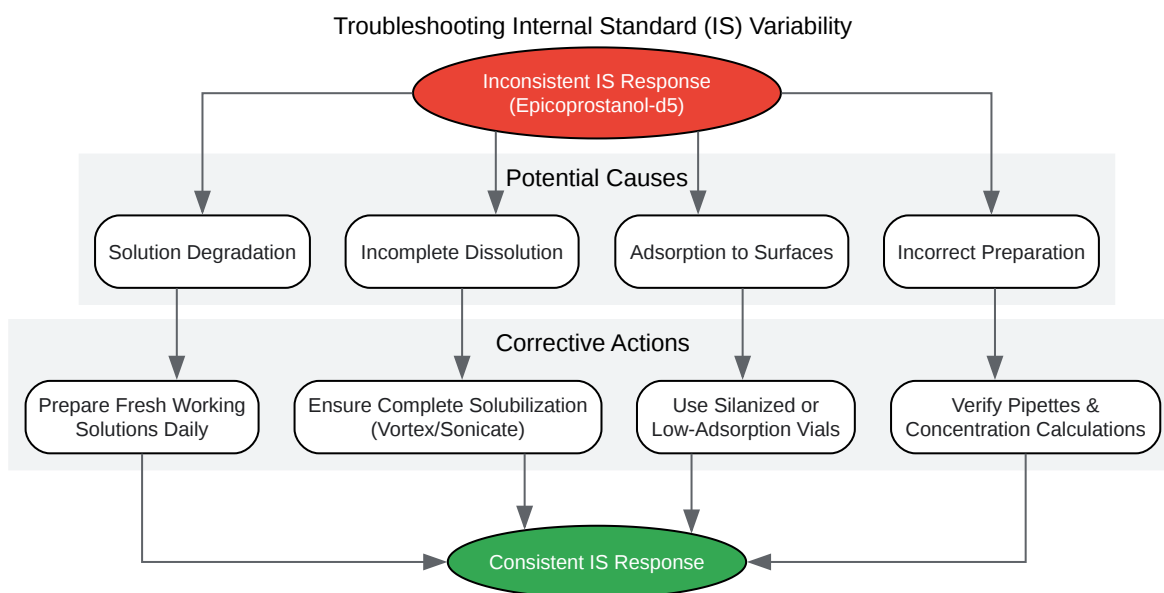 Troubleshooting Internal Standard (IS) Variability
Inconsistent IS Response
(Epicoprostanol-d5)
Potential Causes
Solution Degradation
Incomplete Dissolution
Adsorption to Surfaces
Incorrect Preparation
Corrective Actions
Prepare Fresh Working
Solutions Daily
Ensure Complete Solubilization
(Vortex/Sonicate)
Use Silanized or
Low-Adsorption Vials
Verify Pipettes &
Concentration Calculations
Consistent IS Response